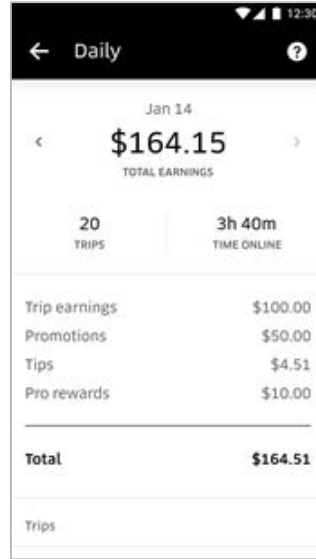 12:30
Daily
?
Jan 14
< $164.15 >
TOTAL EARNINGS
20 3h 40m
TRIPS TIME ONLINE
Trip earnings $100.00
Promotions $50.00
Tips $4.51
Pro rewards $10.00
Total $164.51
Trips